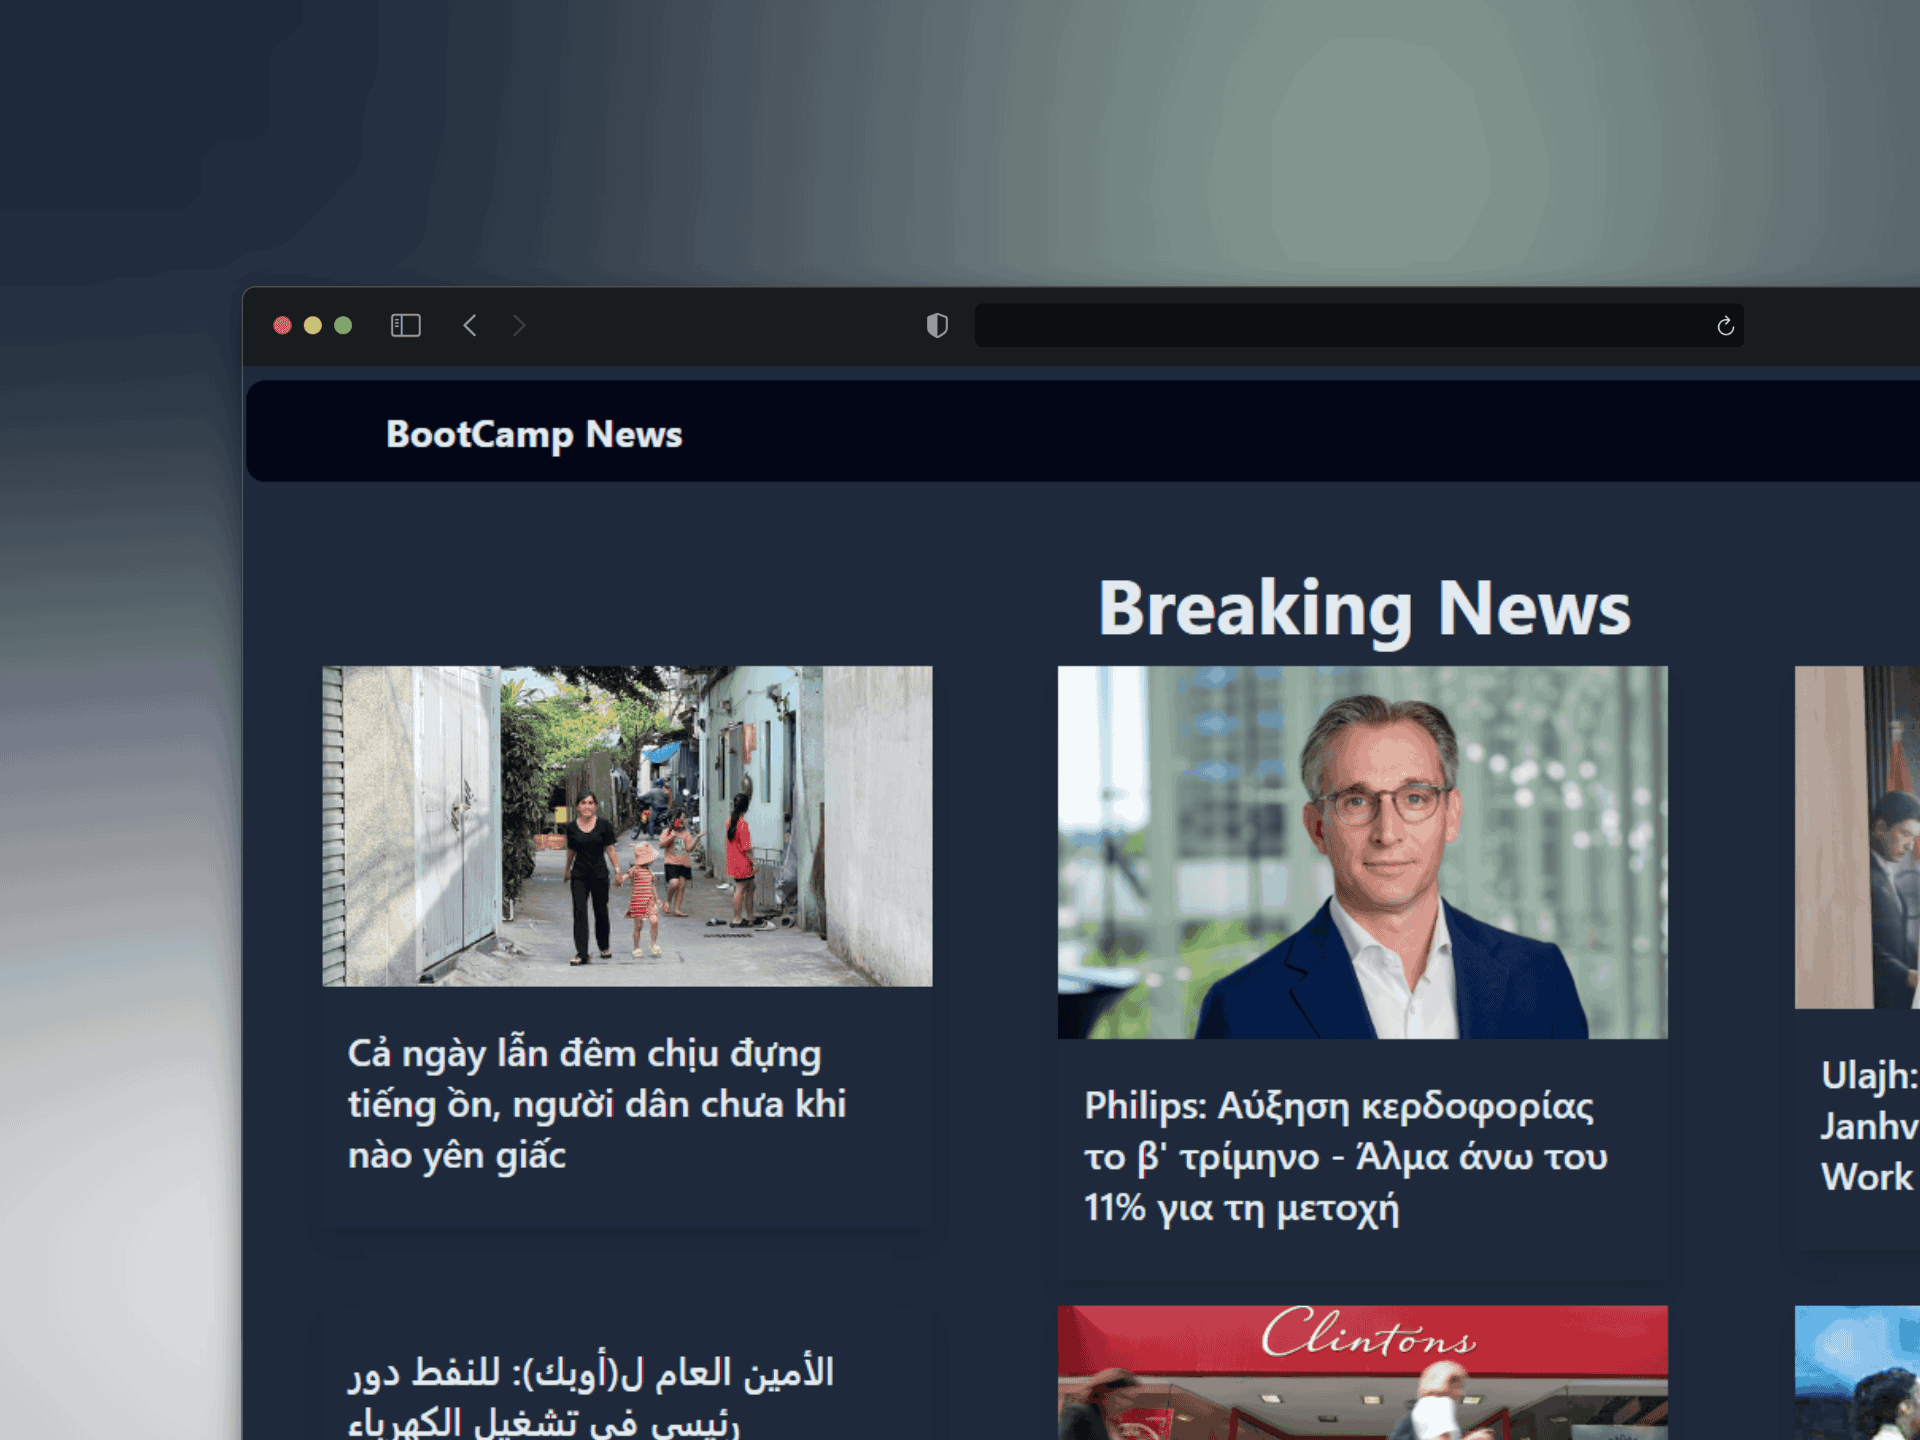 BootCamp News
Breaking News
Cả ngày lẫn đêm chịu đựng
tiếng ồn, người dân chưa khi
nào yên giấc
Philips: Αύξηση κερδοφορίας
το β' τρίμηνο - Άλμα άνω του
11% για τη μετοχή
Ulajh:
Janhv
Work
الأمين العام ل(أوبك): للنفط دور
رئيسي في تشغيل الكهرباء
Clintons